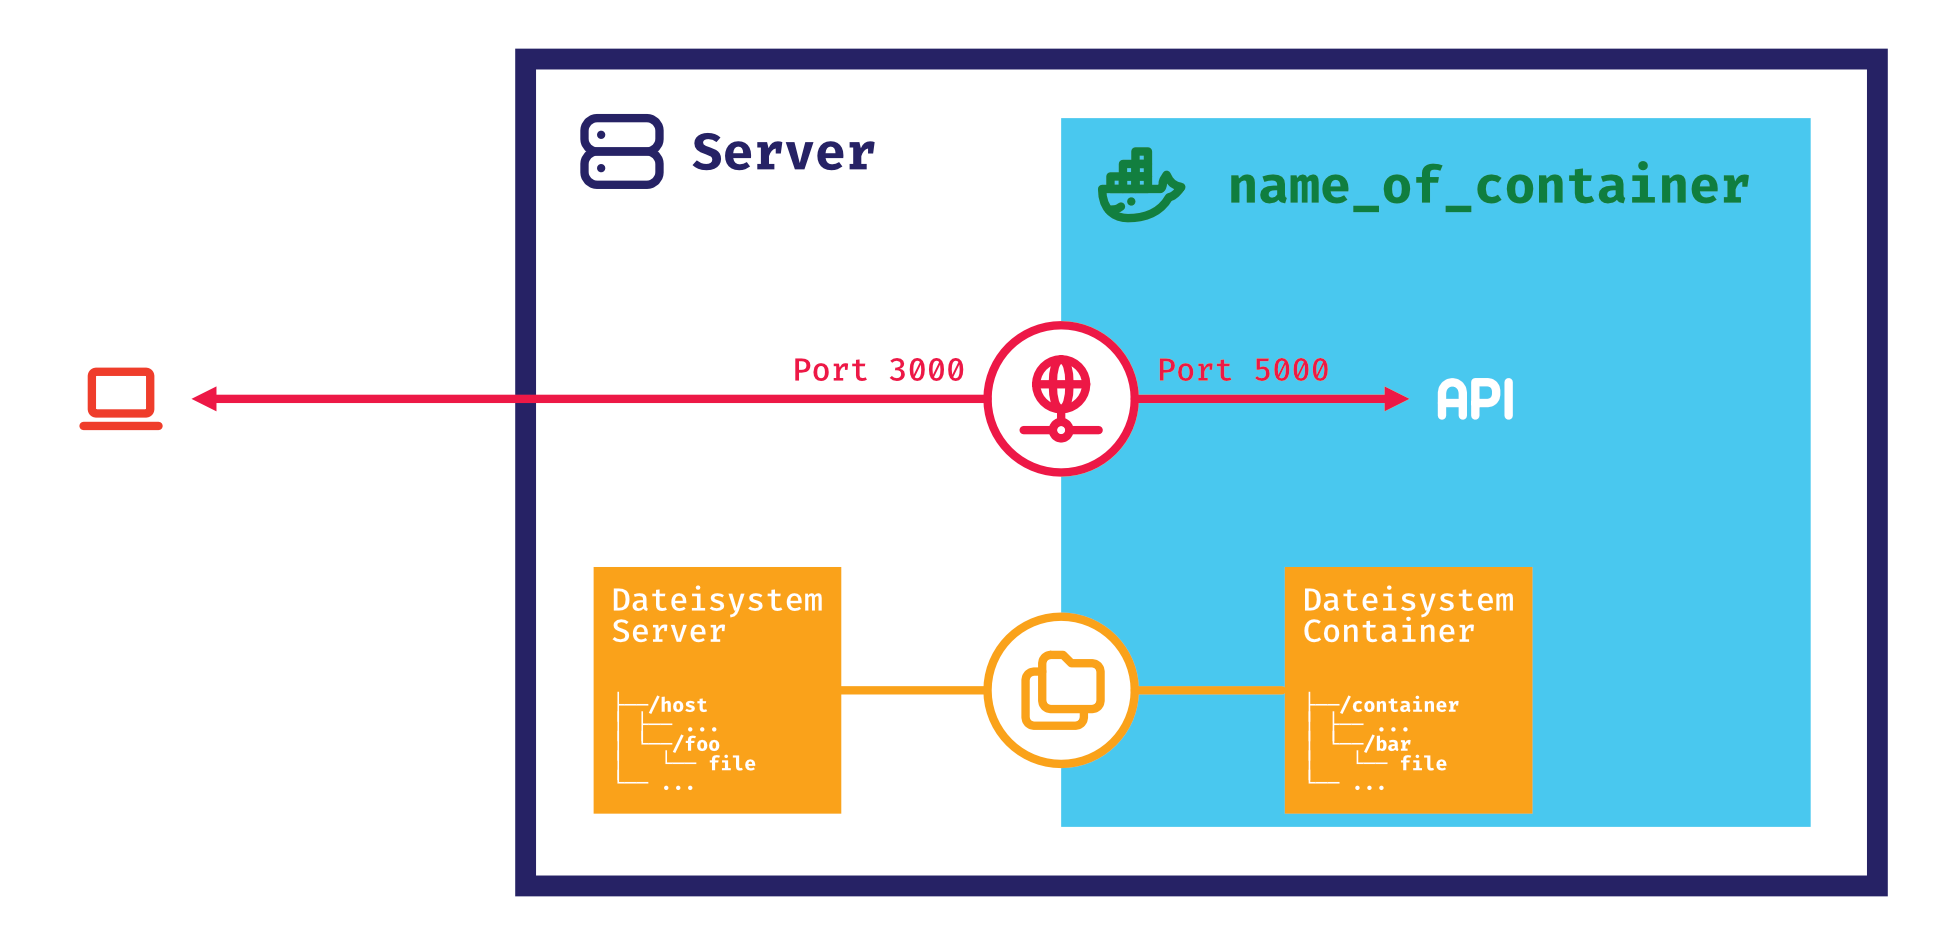 Server
name_of_container
Port 3000
Port 5000
API
Dateisystem
Server
├──/host
│ ├── ...
│ └──/foo
│   └── file
└── ...
Dateisystem
Container
├──/container
│ ├── ...
│ └──/bar
│   └── file
└── ...